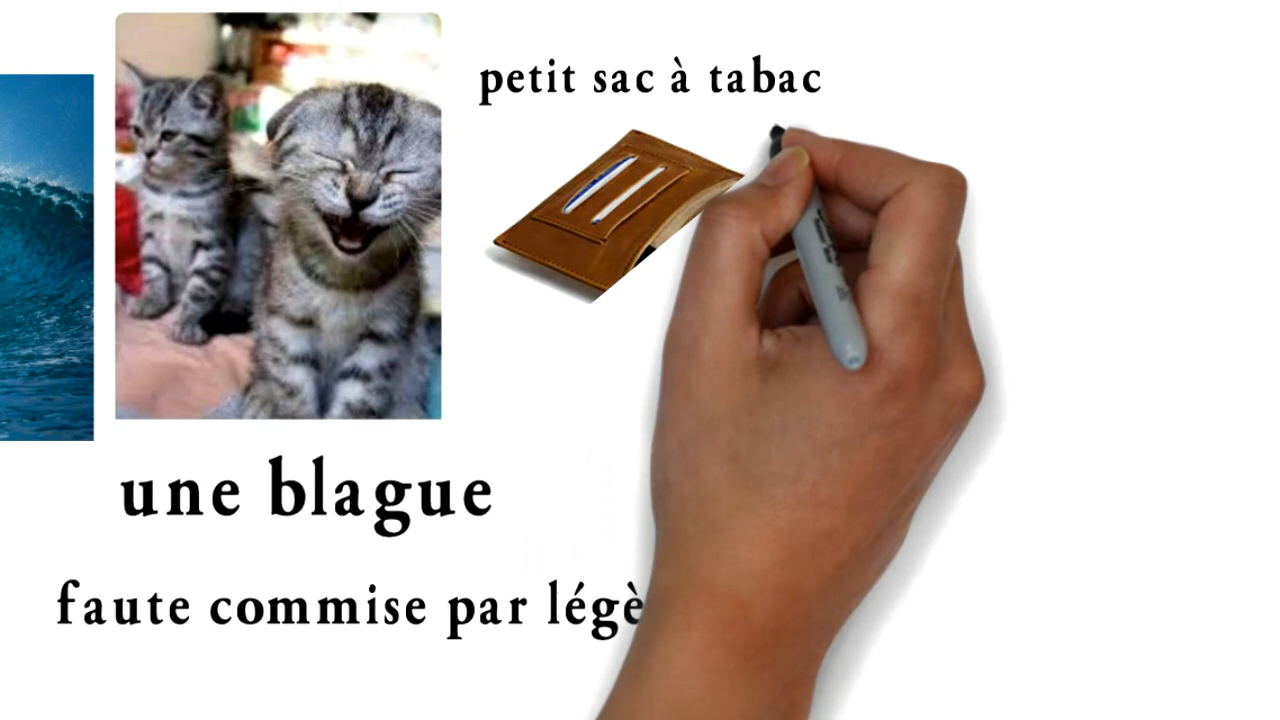 petit sac à tabac
une blague
faute commise par légè